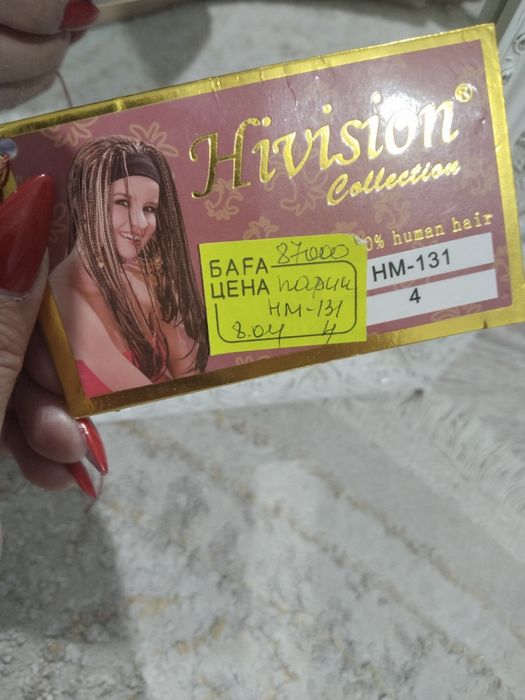 Hivision®
Collection
0% human hair
HM-131
4
БАҒА 87000
ЦЕНА парик
HM-131
8.04 4